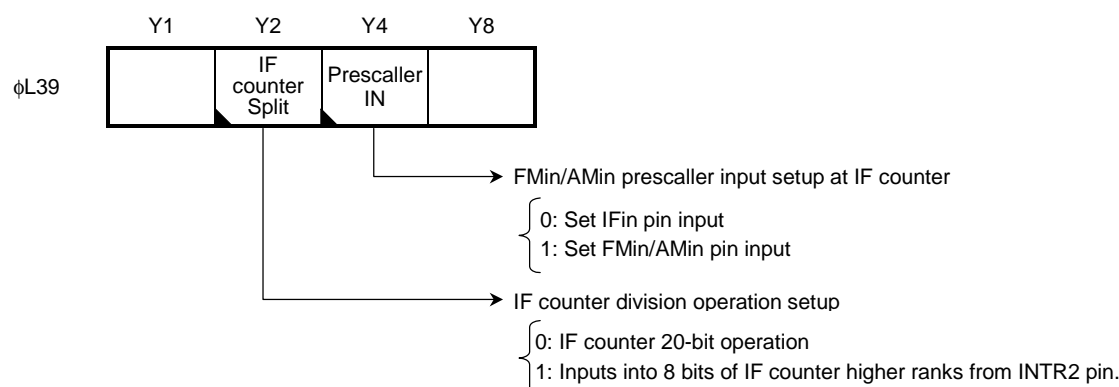 Y1 Y2 Y4 Y8
φL39
IF
counter
Split
Prescaller
IN
FMin/AMin prescaller input setup at IF counter
0: Set IFin pin input
1: Set FMin/AMin pin input
IF counter division operation setup
0: IF counter 20-bit operation
1: Inputs into 8 bits of IF counter higher ranks from INTR2 pin.